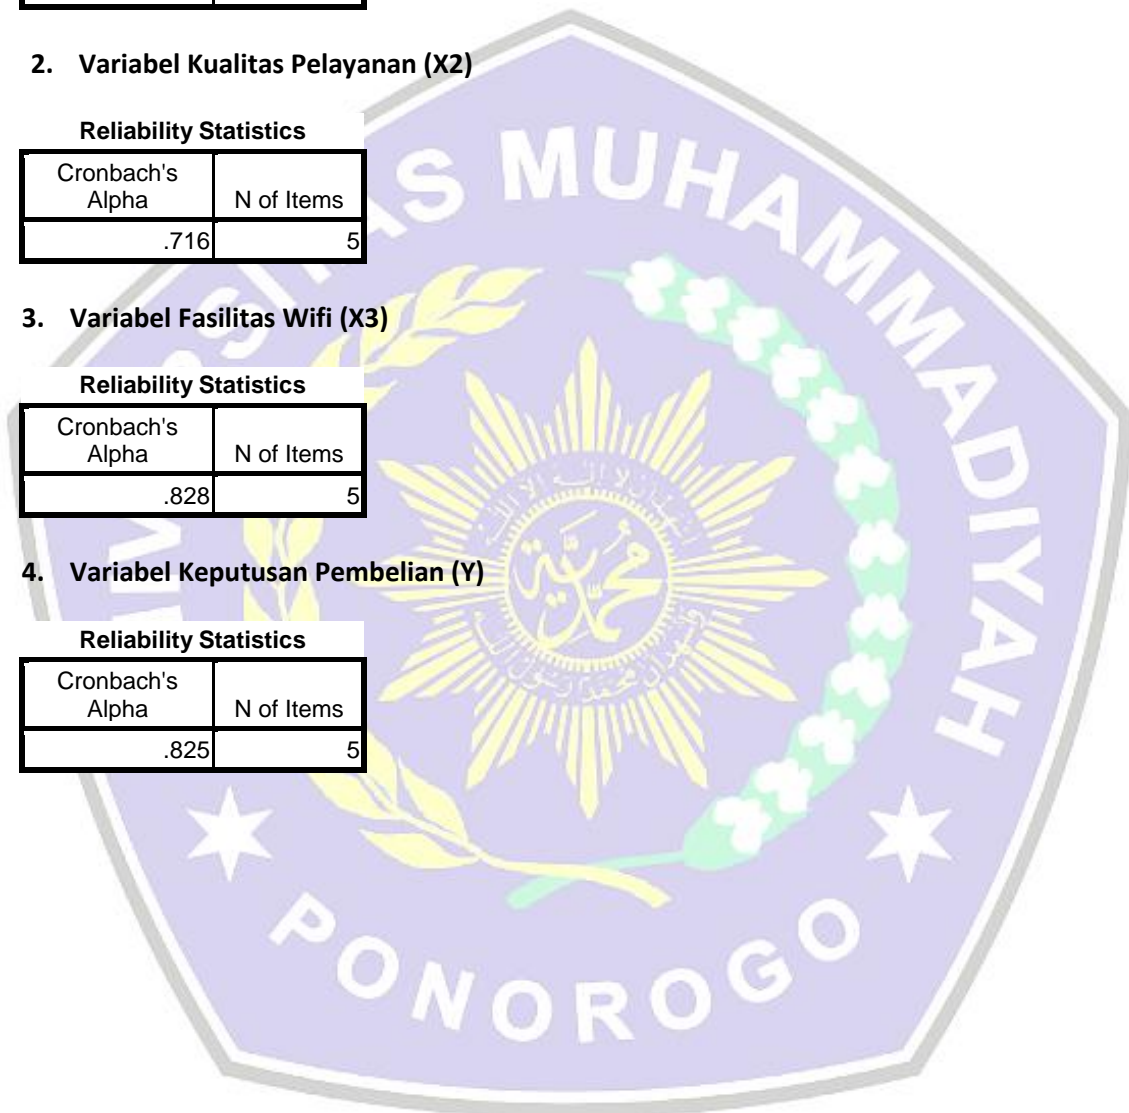 2. Variabel Kualitas Pelayanan (X2)
Reliability Statistics
Cronbach's
Alpha N of Items
.716 5
3. Variabel Fasilitas Wifi (X3)
Reliability Statistics
Cronbach's
Alpha N of Items
.828 5
4. Variabel Keputusan Pembelian (Y)
Reliability Statistics
Cronbach's
Alpha N of Items
.825 5
MUHAMMADIYAH
PONOROGO